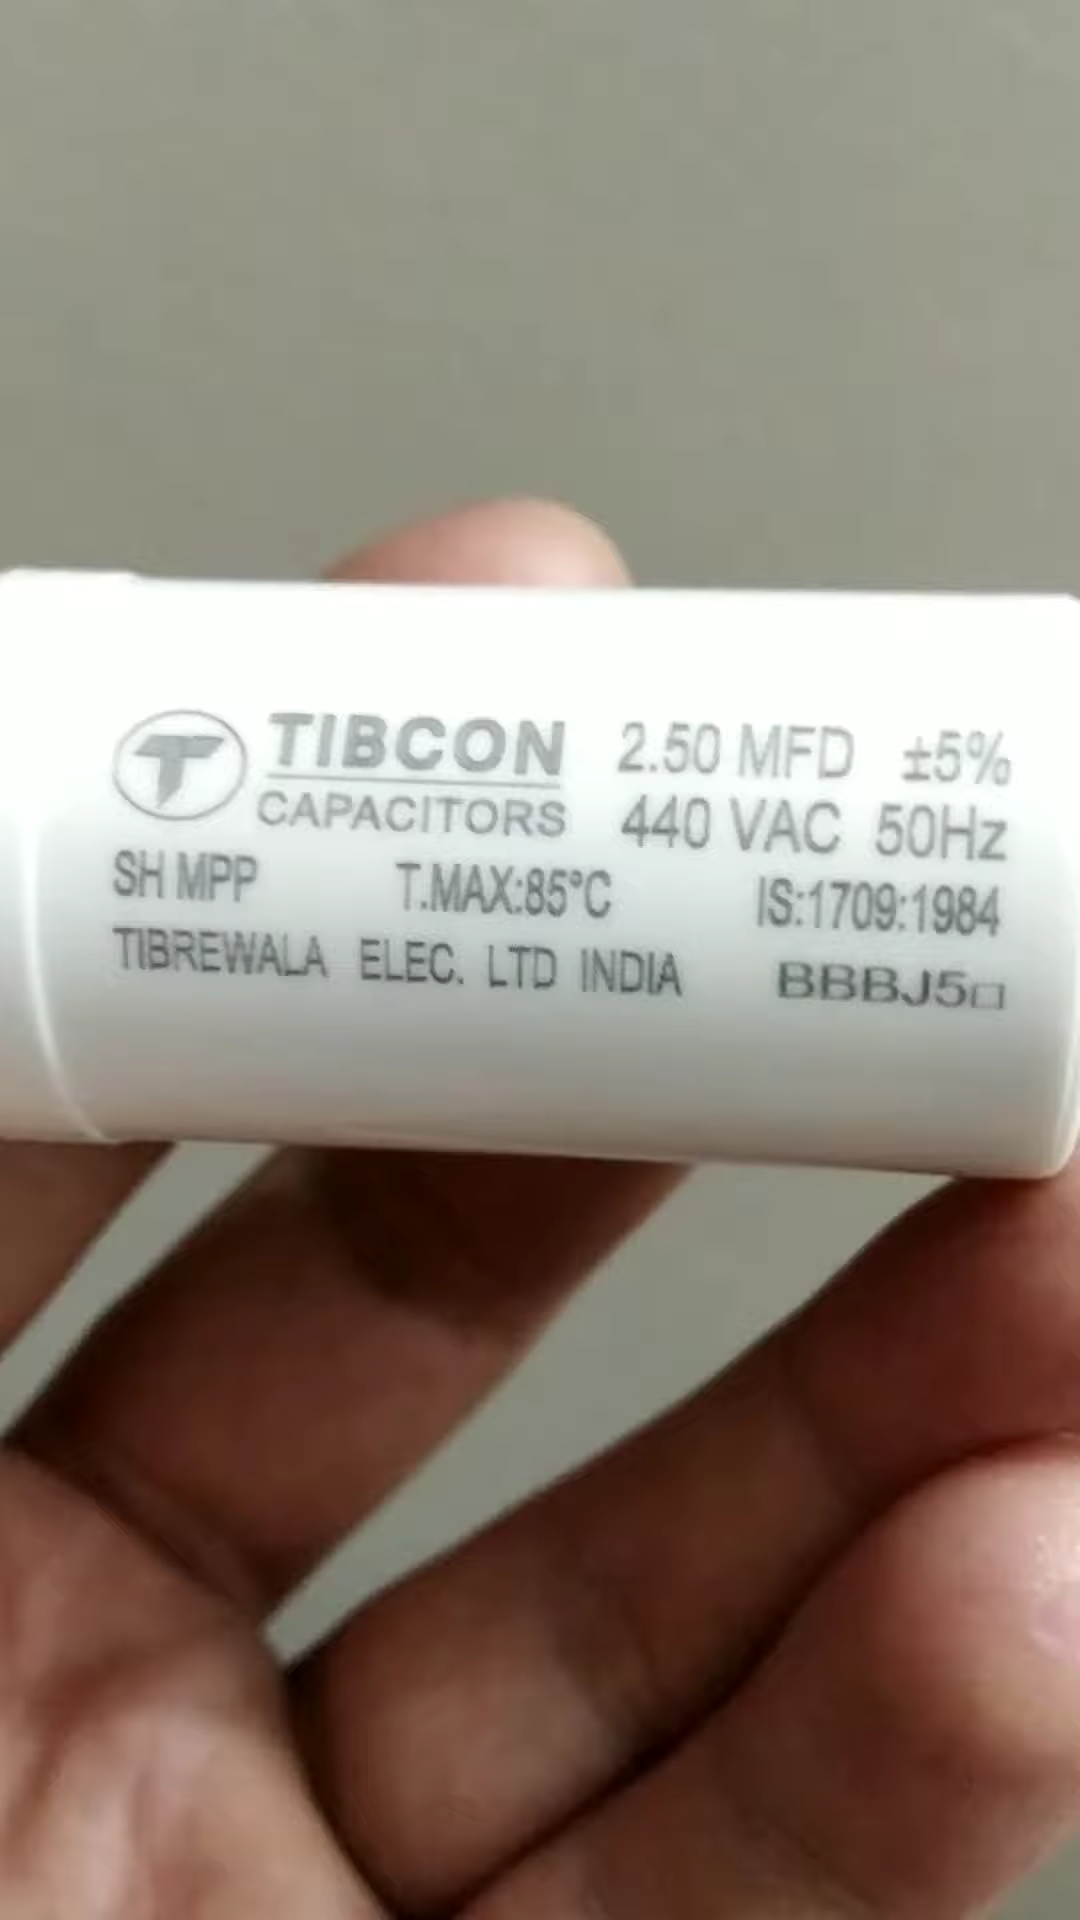 T TIBCON 2.50 MFD ±5%
CAPACITORS 440 VAC 50Hz
SH MPP T.MAX:85°C IS:1709:1984
TIBREWALA ELEC. LTD INDIA BBBJ5□